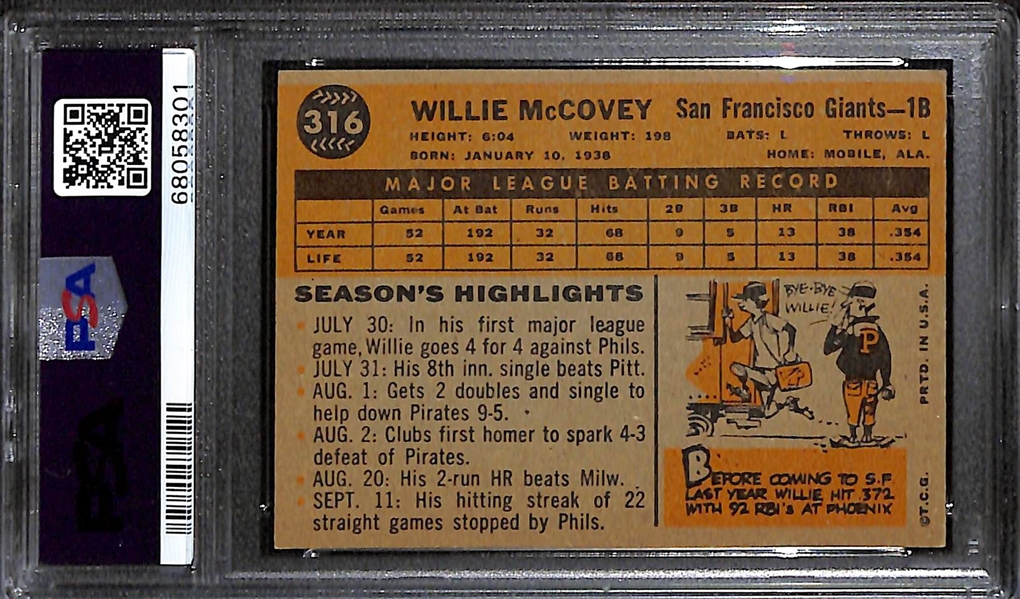 68058301
PSA
PSA
316
WILLIE McCOVEY San Francisco Giants—1B
HEIGHT: 6:04 WEIGHT: 198 BATS: L THROWS: L
BORN: JANUARY 10, 1938 HOME: MOBILE, ALA.
MAJOR LEAGUE BATTING RECORD
Games At Bat Runs Hits 2B 3B HR RBI Avg
YEAR 52 192 32 68 9 5 13 38 .354
LIFE 52 192 32 68 9 5 13 38 .354
SEASON'S HIGHLIGHTS
JULY 30: In his first major league
game, Willie goes 4 for 4 against Phils.
JULY 31: His 8th inn. single beats Pitt.
AUG. 1: Gets 2 doubles and single to
help down Pirates 9-5.
AUG. 2: Clubs first homer to spark 4-3
defeat of Pirates.
AUG. 20: His 2-run HR beats Milw.
SEPT. 11: His hitting streak of 22
straight games stopped by Phils.
BYE-BYE
WILLIE!
P
BEFORE COMING TO S.F
LAST YEAR WILLIE HIT .372
WITH 92 RBI's AT PHOENIX
©T.C.G. PRTD. IN U.S.A.